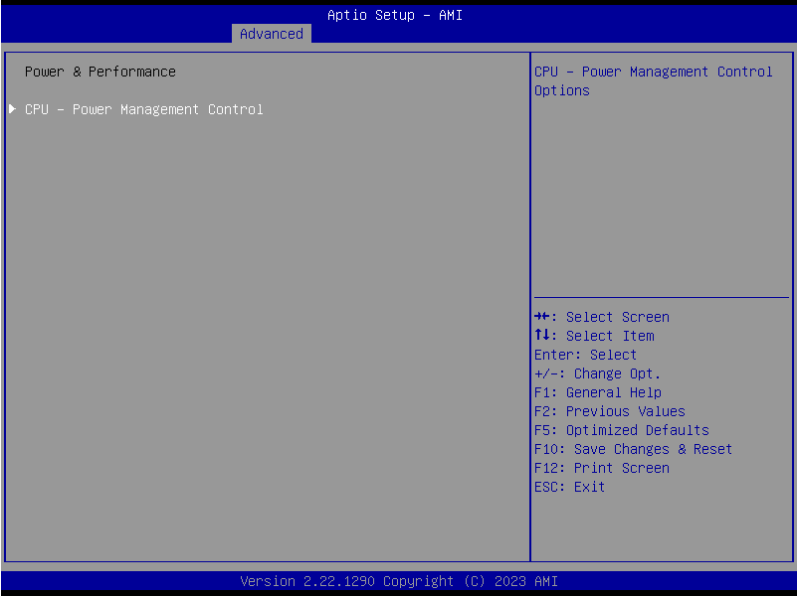 Aptio Setup – AMI
Advanced
Power & Performance
CPU – Power Management Control
CPU – Power Management Control
Options
→←: Select Screen
↑↓: Select Item
Enter: Select
+/-: Change Opt.
F1: General Help
F2: Previous Values
F5: Optimized Defaults
F10: Save Changes & Reset
F12: Print Screen
ESC: Exit
Version 2.22.1290 Copyright (C) 2023 AMI